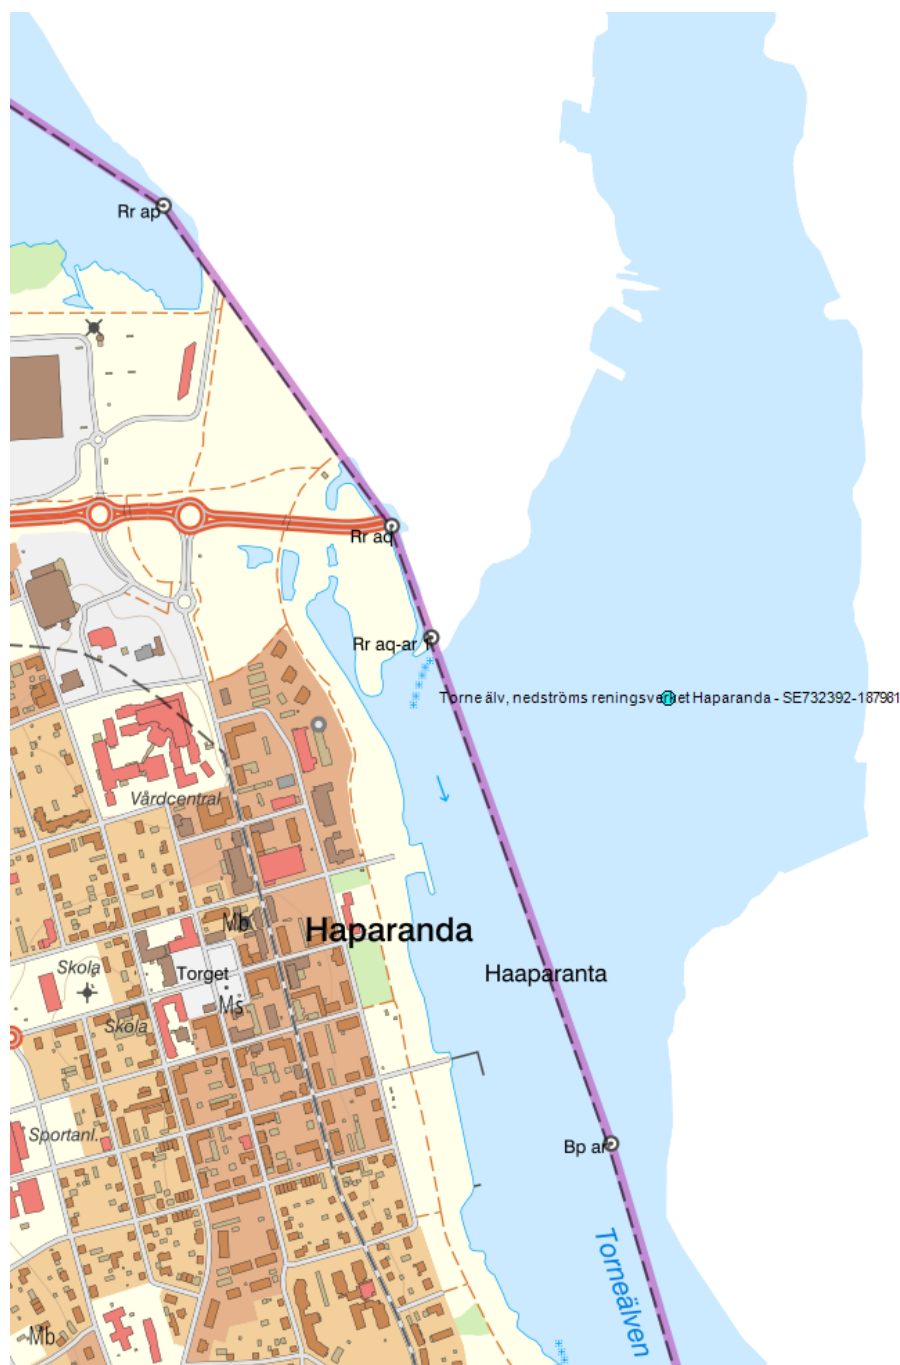 Rr ap
Rr aq
Rr aq-ar 1
Torne älv, nedströms reningsverket Haparanda - SE732392-187981
Vårdcentral
Mb
Haparanda
Skola
Torget
Haaparanta
Ms
Skola
Sportanl.
Bp ar
Torneälven
Mb